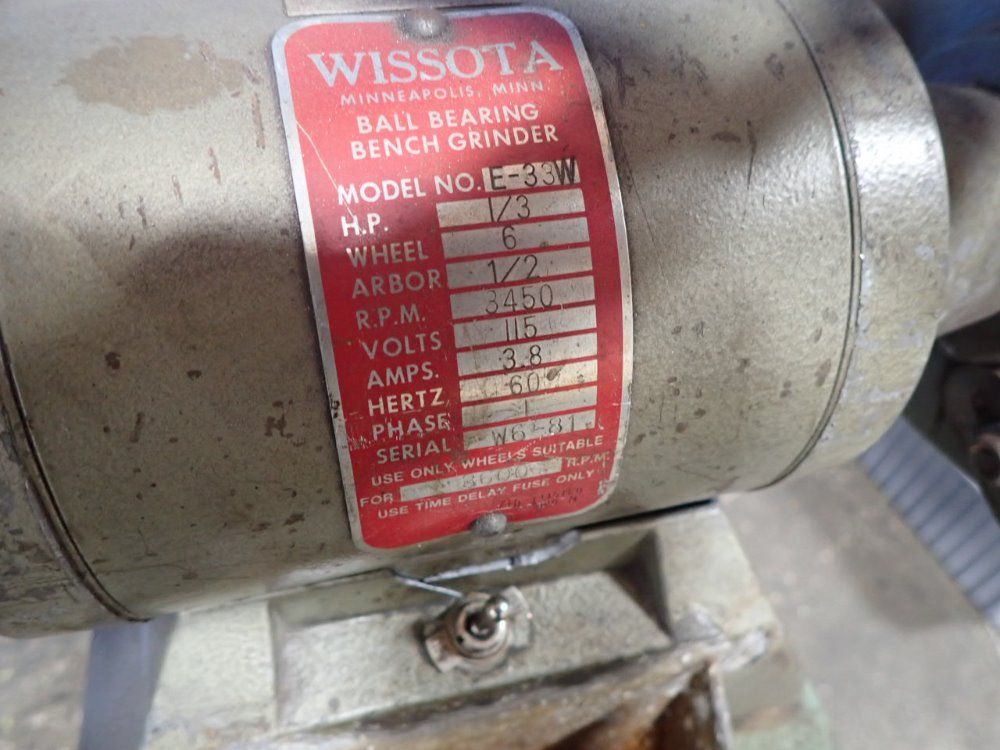 WISSOTA
MINNEAPOLIS, MINN.
BALL BEARING
BENCH GRINDER
MODEL NO. E-33W
H.P. 1/3
WHEEL 6
ARBOR 1/2
R.P.M. 3450
VOLTS 115
AMPS. 3.8
HERTZ 60
PHASE 1
SERIAL W6-81
USE ONLY WHEELS SUITABLE
FOR 3600 R.P.M.
USE TIME DELAY FUSE ONLY